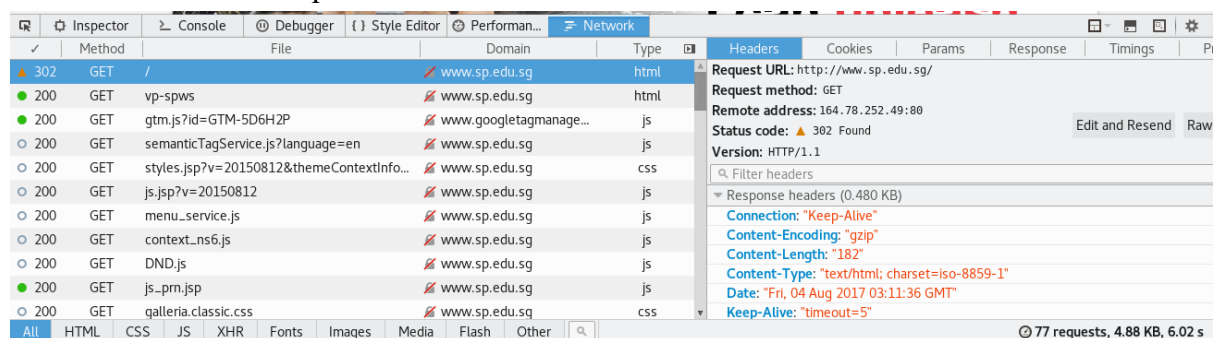 Inspector Console Debugger { } Style Editor Performan... Network
✓ Method File Domain Type
302 GET / www.sp.edu.sg html
200 GET vp-spws www.sp.edu.sg html
200 GET gtm.js?id=GTM-5D6H2P www.googletagmanage... js
200 GET semanticTagService.js?language=en www.sp.edu.sg js
200 GET styles.jsp?v=20150812&themeContextInfo... www.sp.edu.sg css
200 GET js.jsp?v=20150812 www.sp.edu.sg js
200 GET menu_service.js www.sp.edu.sg js
200 GET context_ns6.js www.sp.edu.sg js
200 GET DND.js www.sp.edu.sg js
200 GET js_prn.jsp www.sp.edu.sg js
200 GET galleria.classic.css www.sp.edu.sg css
All HTML CSS JS XHR Fonts Images Media Flash Other
Headers Cookies Params Response Timings
Request URL: http://www.sp.edu.sg/
Request method: GET
Remote address: 164.78.252.49:80
Status code: 302 Found
Edit and Resend Raw
Version: HTTP/1.1
Filter headers
Response headers (0.480 KB)
Connection: "Keep-Alive"
Content-Encoding: "gzip"
Content-Length: "182"
Content-Type: "text/html; charset=iso-8859-1"
Date: "Fri, 04 Aug 2017 03:11:36 GMT"
Keep-Alive: "timeout=5"
77 requests, 4.88 KB, 6.02 s